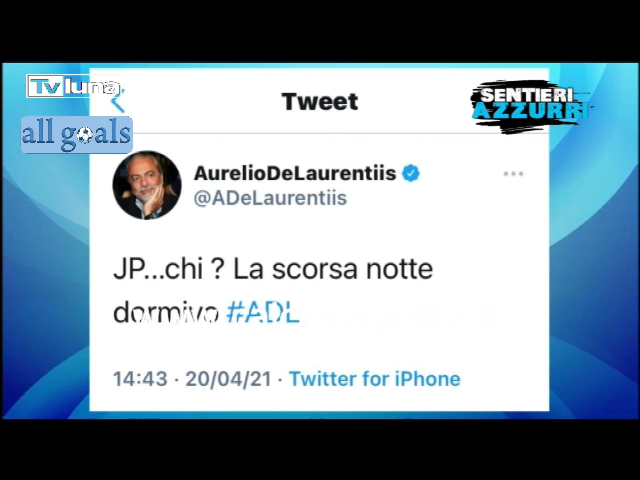 Tv luna
SENTIERI
AZZURRI
all goals
Tweet
AurelioDeLaurentiis
@ADeLaurentiis
JP...chi ? La scorsa notte
dormivo #ADL
14:43 · 20/04/21 · Twitter for iPhone